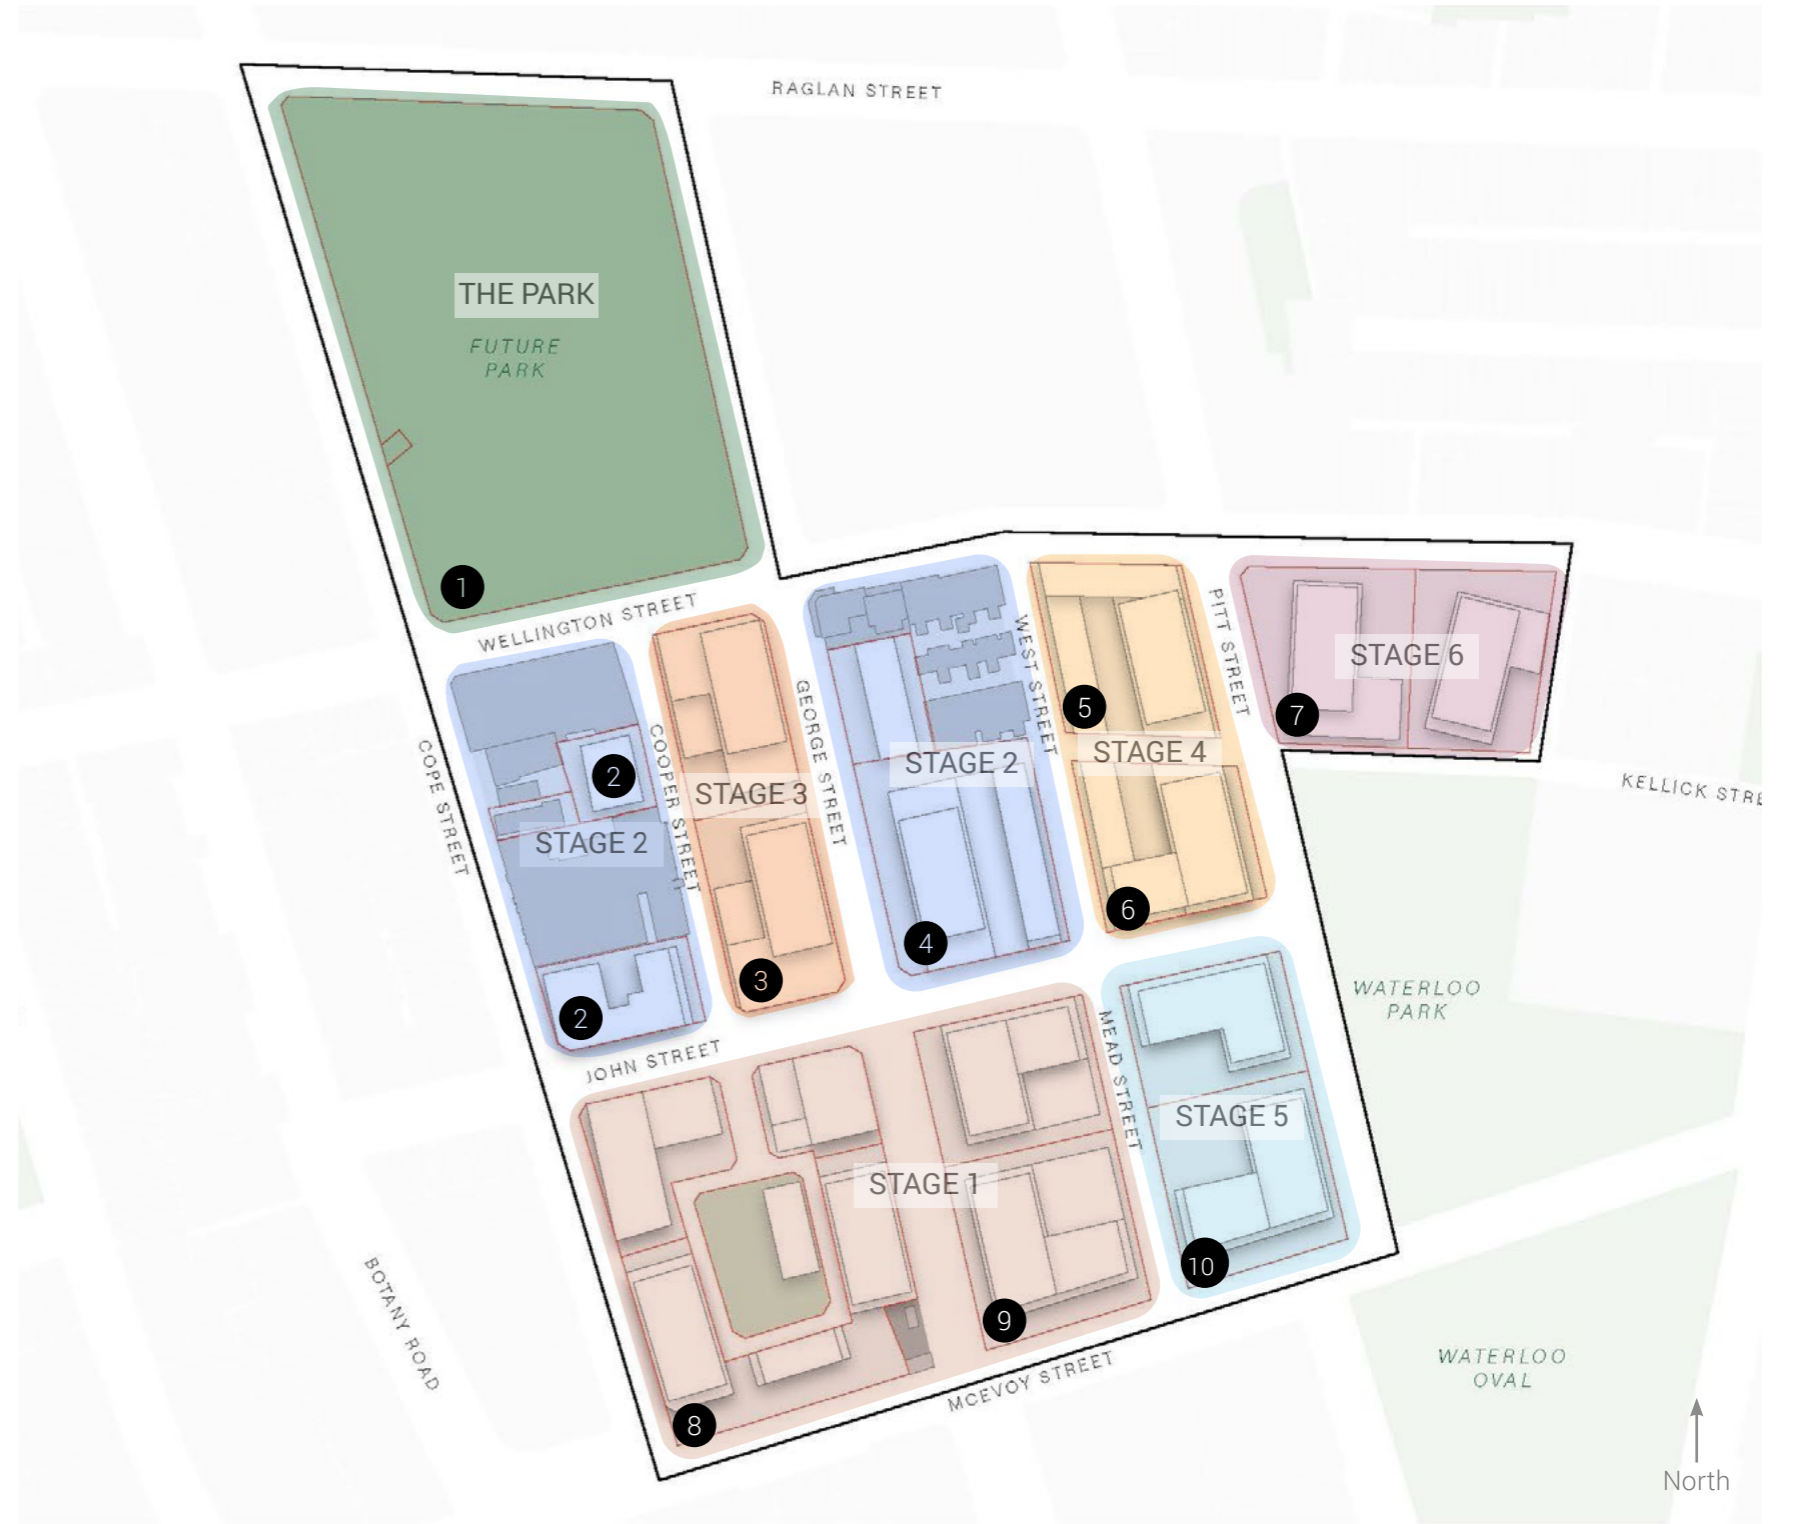 RAGLAN STREET
THE PARK
FUTURE
PARK
1
WELLINGTON STREET
COPE STREET
2
STAGE 2
2
COOPER STREET
STAGE 3
3
GEORGE STREET
STAGE 2
4
WEST STREET
5
STAGE 4
6
PITT STREET
STAGE 6
7
KELLICK STRE
JOHN STREET
STAGE 1
8
9
MEAD STREET
STAGE 5
10
WATERLOO
PARK
MCEVOY STREET
BOTANY ROAD
WATERLOO
OVAL
North